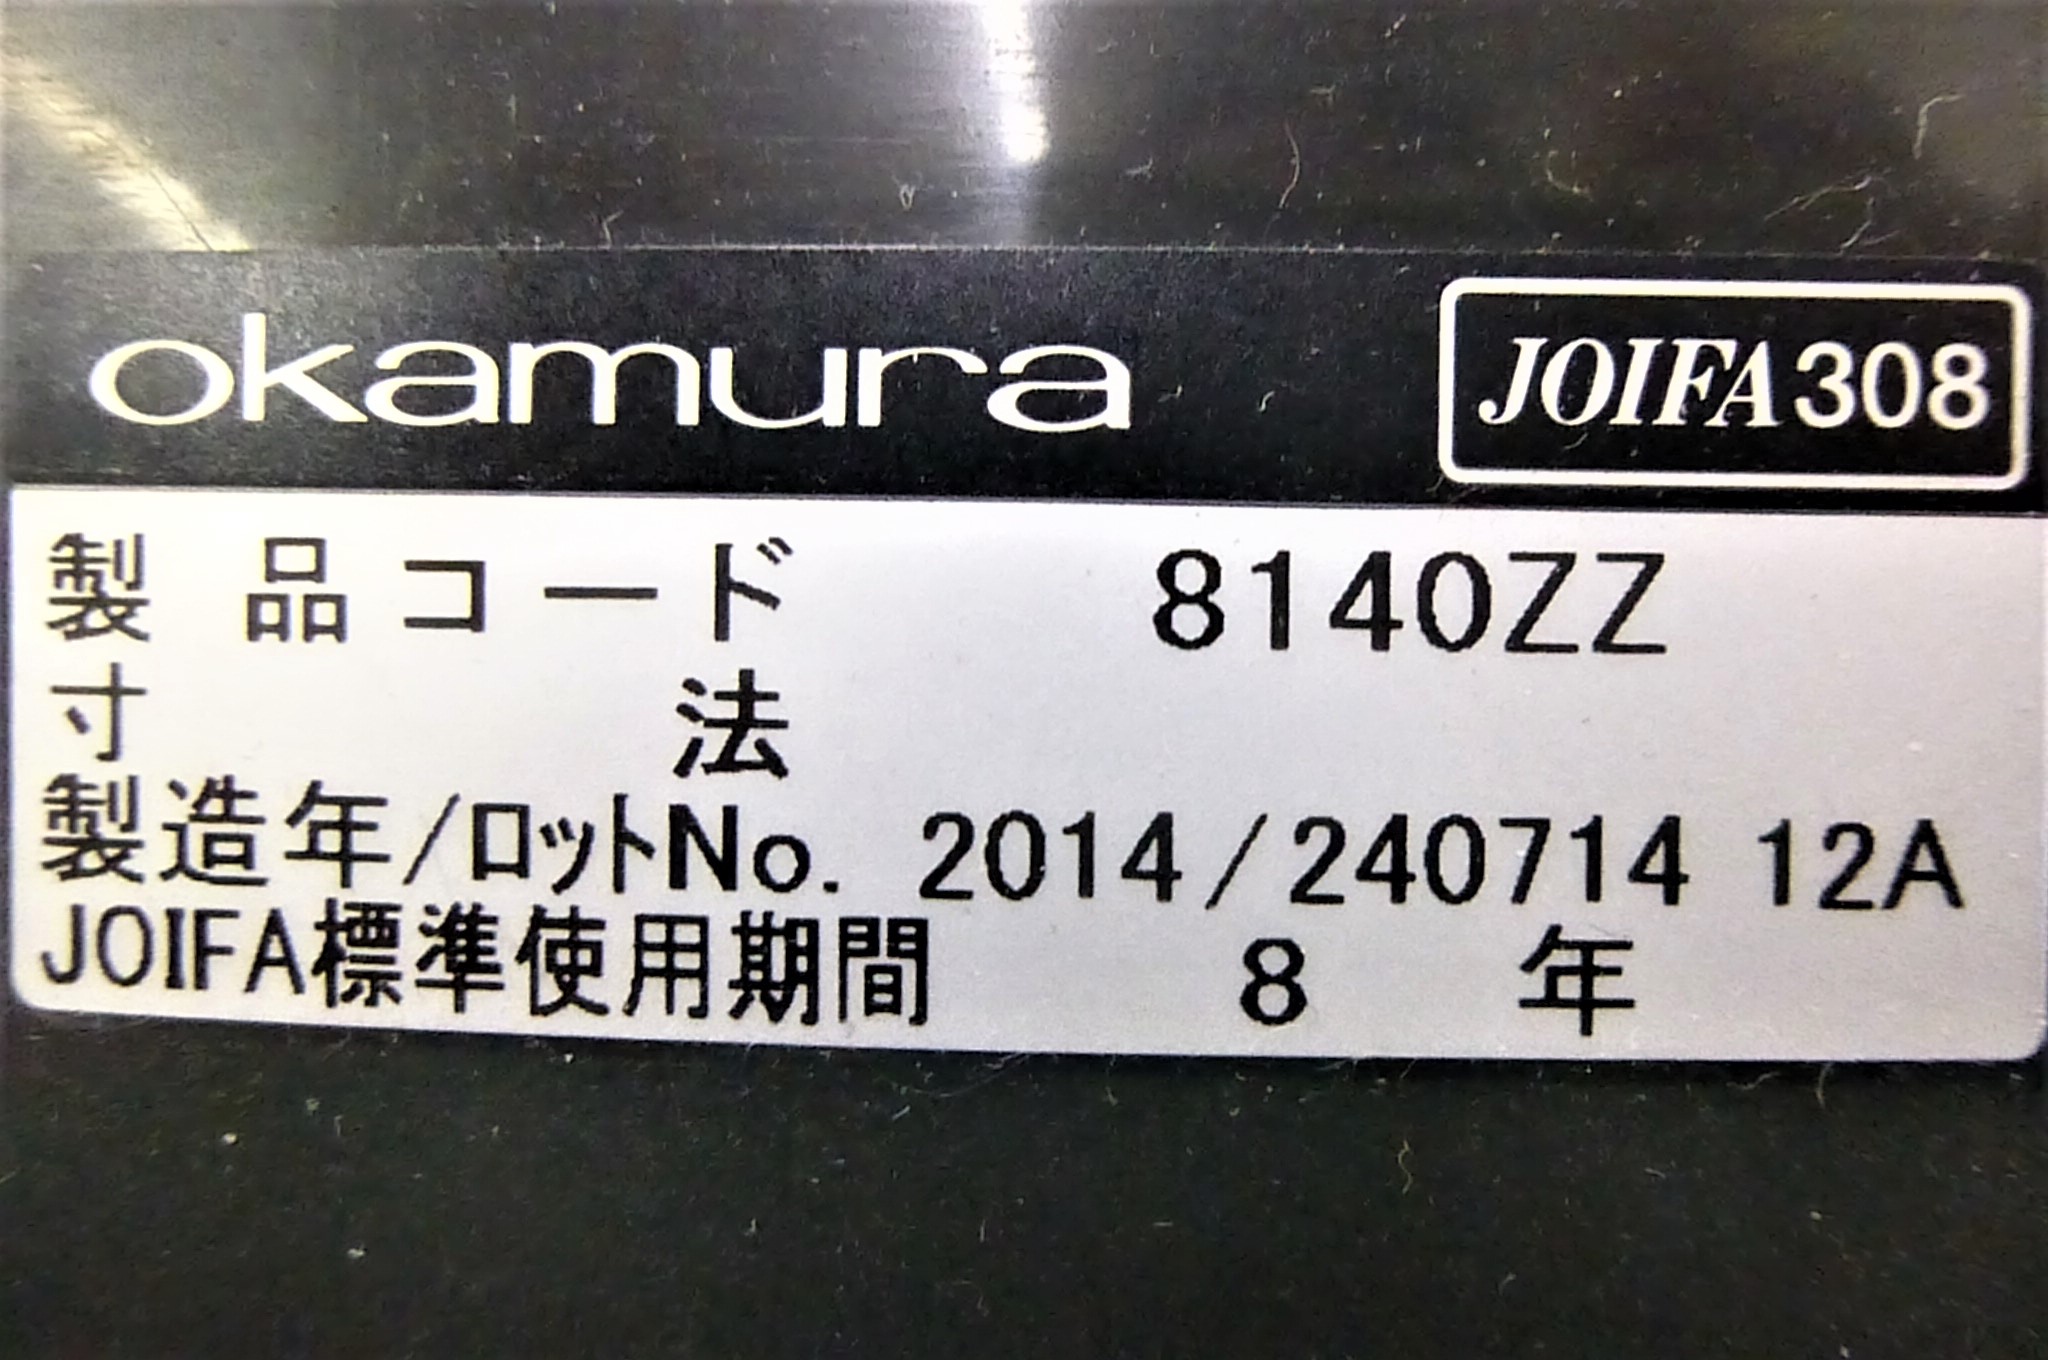 okamura JOIFA308
製品コード 8140ZZ
寸法
製造年/ロットNo. 2014/240714 12A
JOIFA標準使用期間 8 年